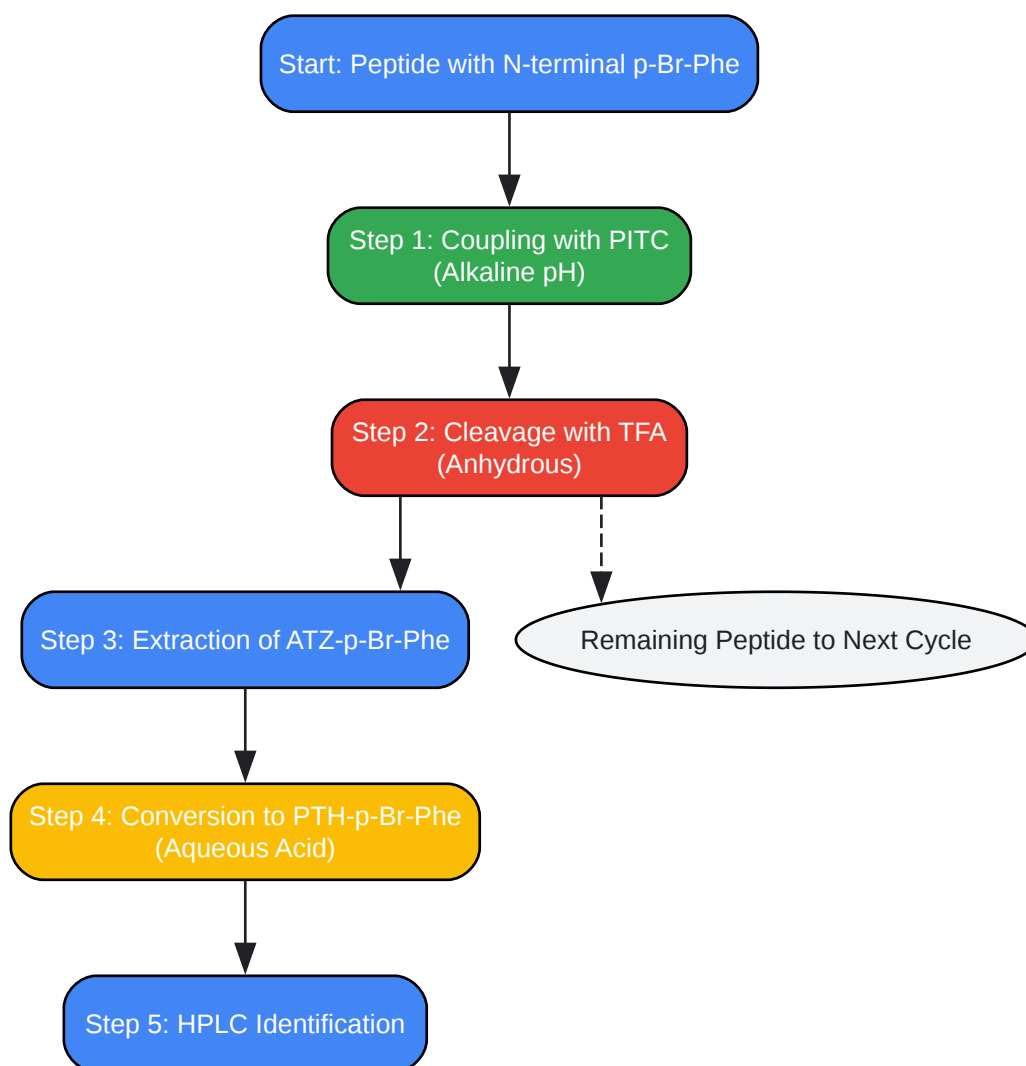 Start: Peptide with N-terminal p-Br-Phe
Step 1: Coupling with PITC
(Alkaline pH)
Step 2: Cleavage with TFA
(Anhydrous)
Step 3: Extraction of ATZ-p-Br-Phe
Remaining Peptide to Next Cycle
Step 4: Conversion to PTH-p-Br-Phe
(Aqueous Acid)
Step 5: HPLC Identification